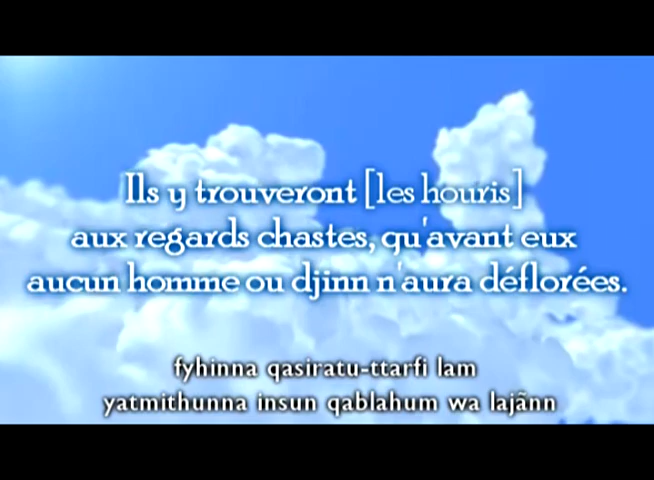 Ils y trouveront [les houris]
aux regards chastes, qu'avant eux
aucun homme ou djinn n'aura déflorées.
fyhinna qasiratu-ttarfi lam
yatmithunna insun qablahum wa lajãnn